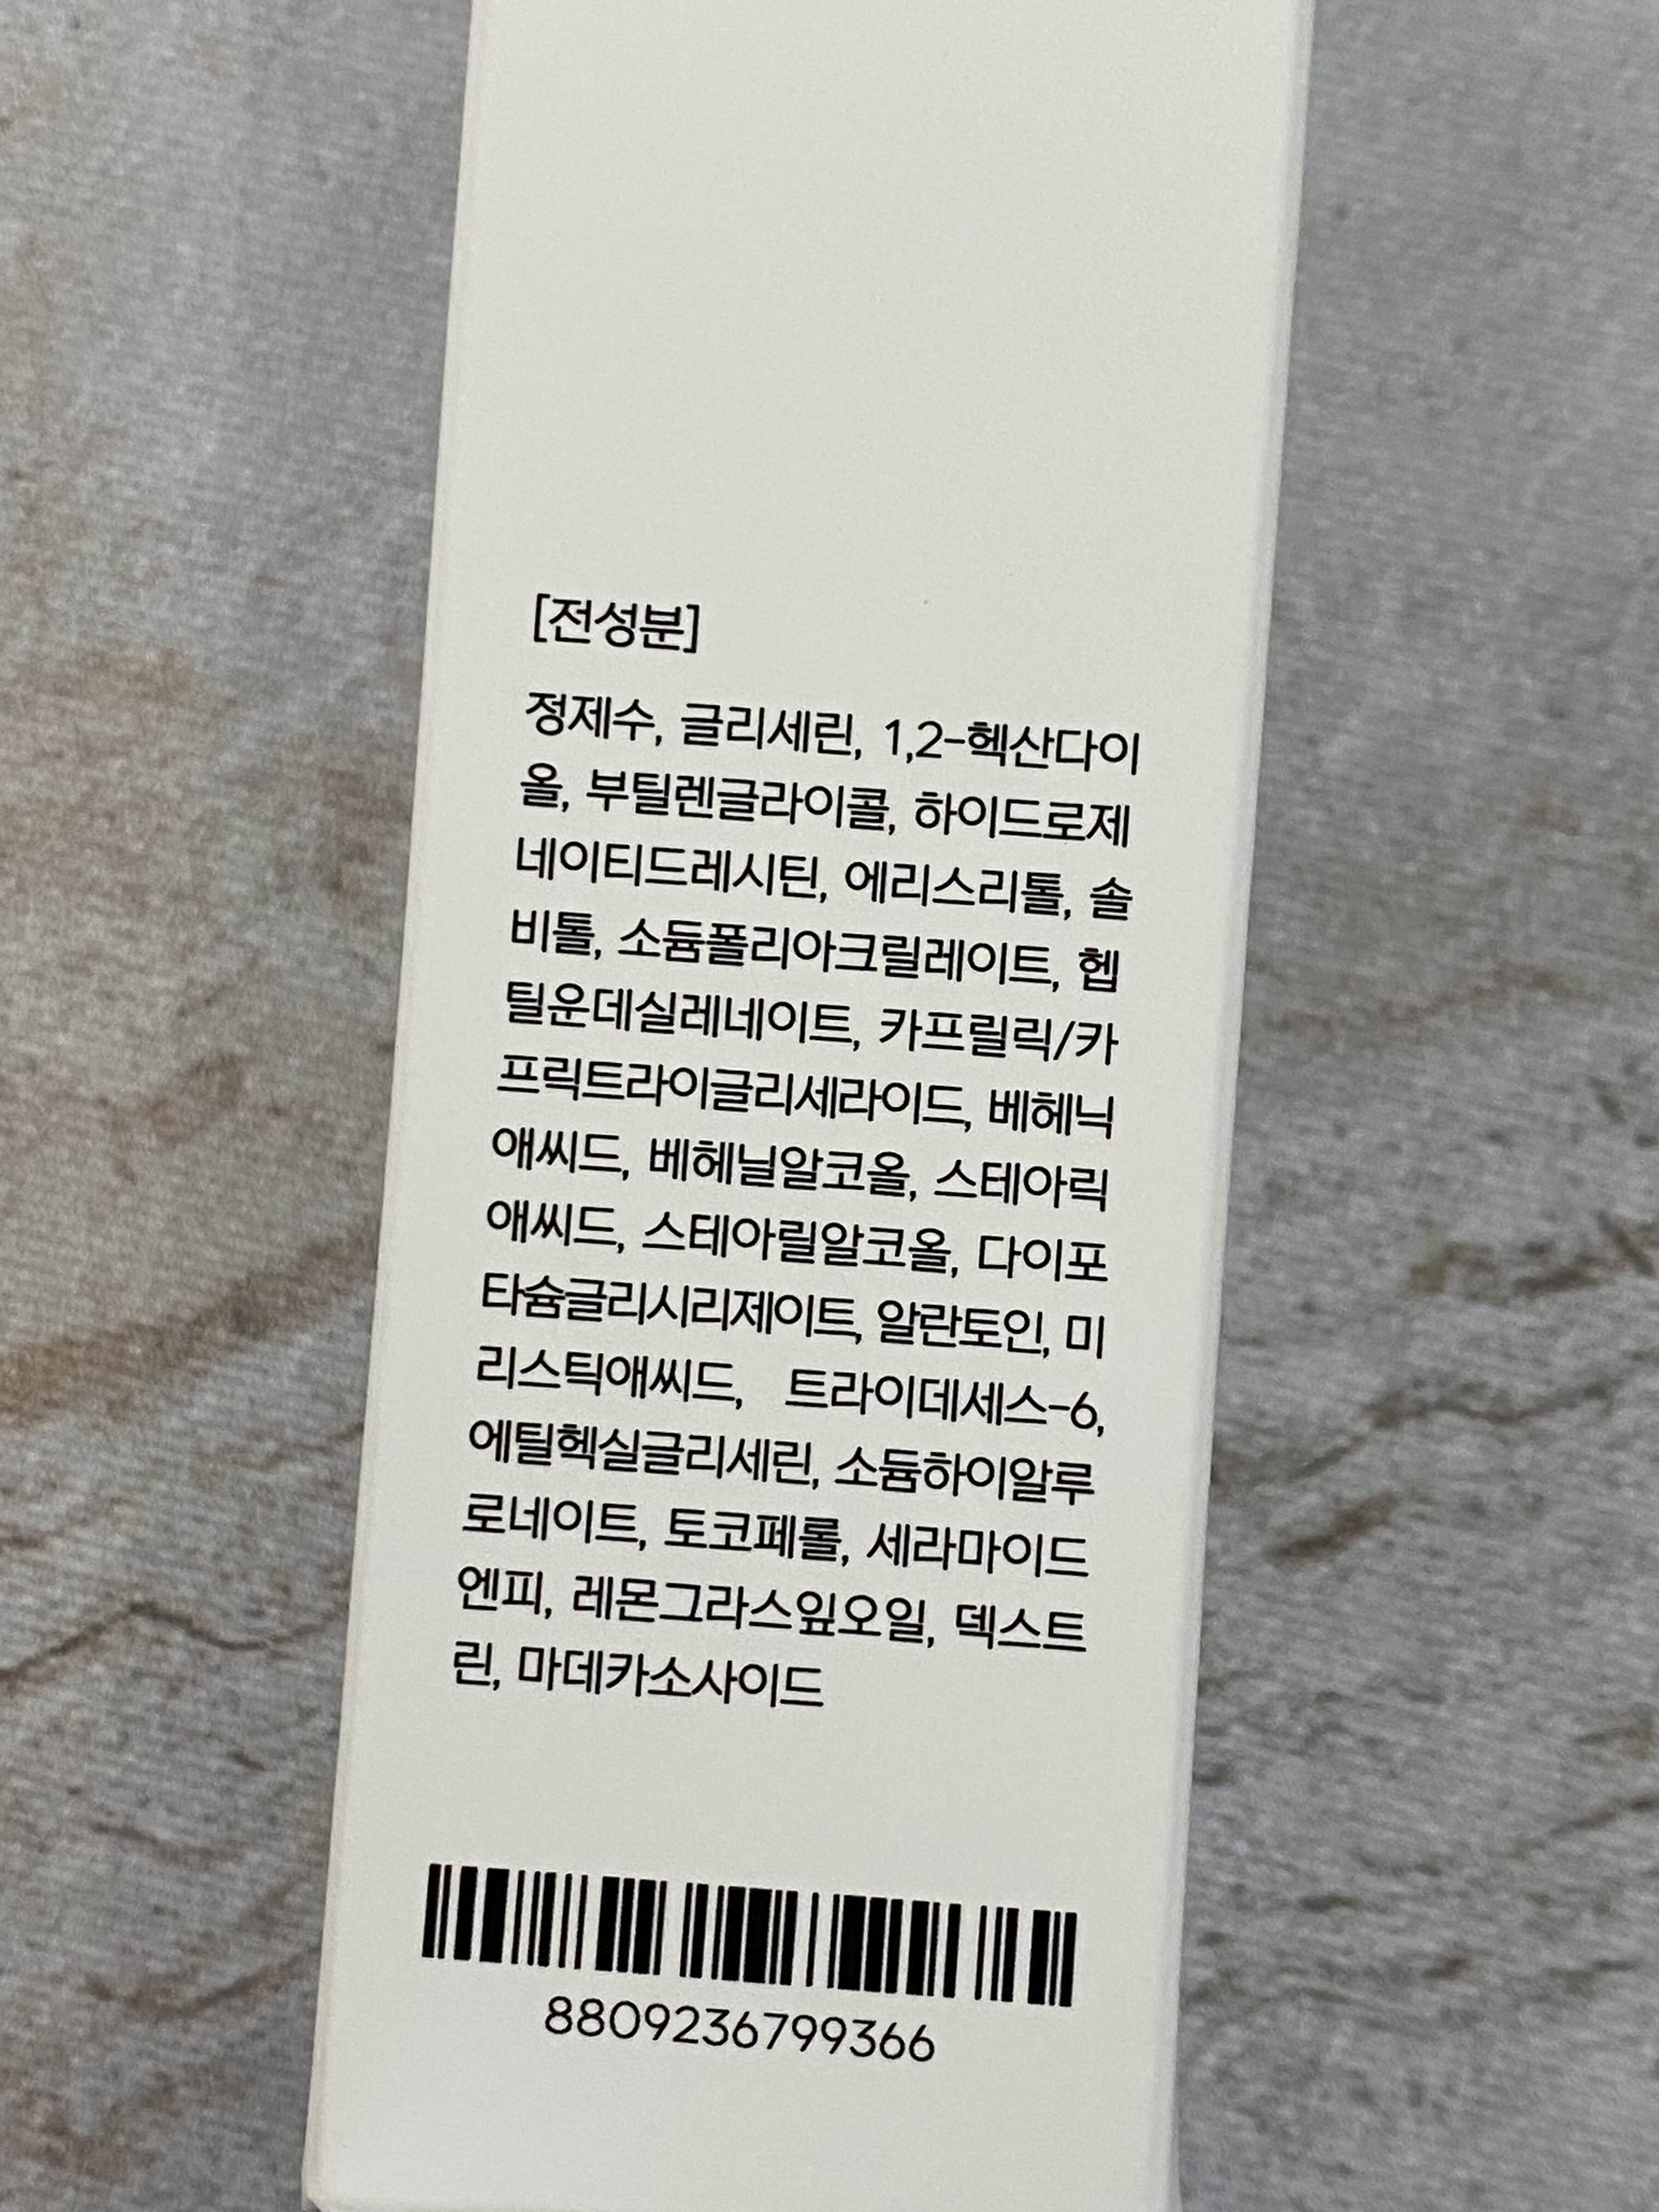 [전성분]
정제수, 글리세린, 1,2-헥산다이
올, 부틸렌글라이콜, 하이드로제
네이티드레시틴, 에리스리톨, 솔
비톨, 소듐폴리아크릴레이트, 헵
틸운데실레네이트, 카프릴릭/카
프릭트라이글리세라이드, 베헤닉
애씨드, 베헤닐알코올, 스테아릭
애씨드, 스테아릴알코올, 다이포
타슘글리시리제이트, 알란토인, 미
리스틱애씨드, 트라이데세스-6,
에틸헥실글리세린, 소듐하이알루
로네이트, 토코페롤, 세라마이드
엔피, 레몬그라스잎오일, 덱스트
린, 마데카소사이드
8809236799366